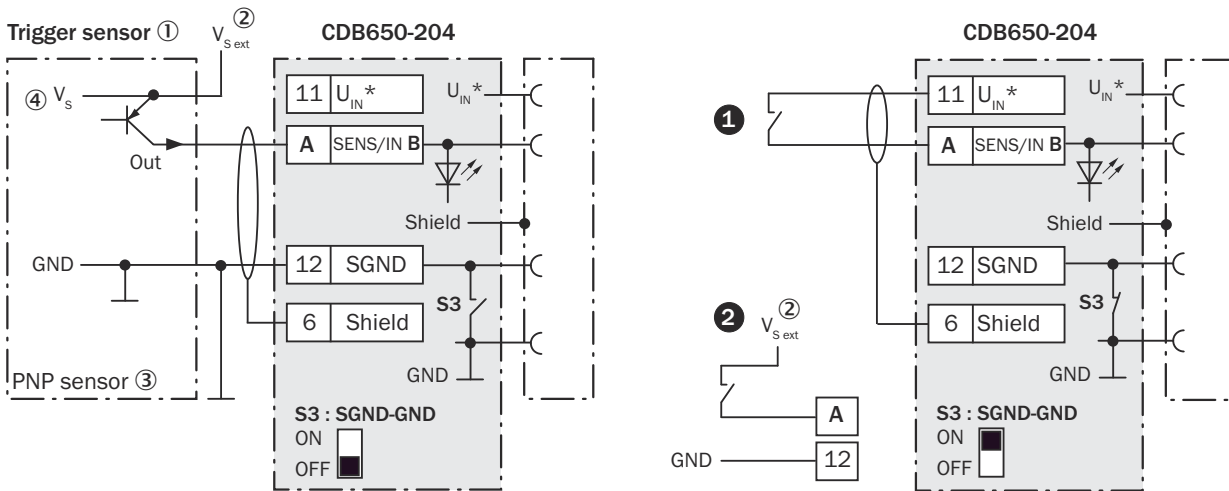 Trigger sensor ①
V_S ext ②
CDB650-204
④ V_S
Out
GND
PNP sensor ③
11 U_IN*
U_IN*
A SENS/IN B
Shield
12 SGND
S3
6 Shield
GND
S3 : SGND-GND
ON
OFF
CDB650-204
❶
11 U_IN*
U_IN*
A SENS/IN B
Shield
12 SGND
S3
6 Shield
GND
❷ V_S ext ②
A
GND
12
S3 : SGND-GND
ON
OFF